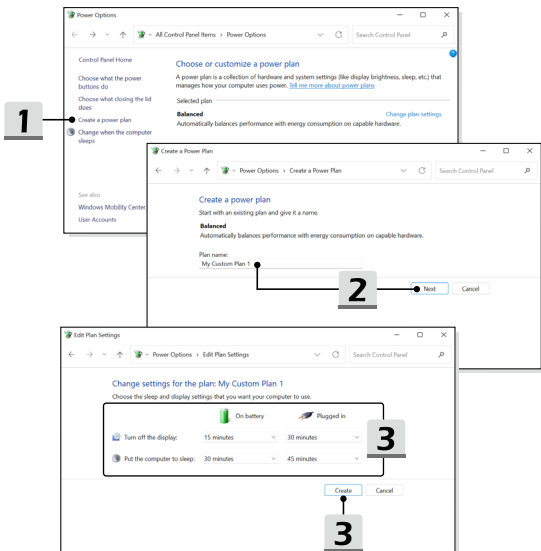 Power Options
All Control Panel Items › Power Options
Search Control Panel
Control Panel Home
Choose what the power
buttons do
Choose what closing the lid
does
1
Create a power plan
Change when the computer
sleeps
See also
Windows Mobility Center
User Accounts
Choose or customize a power plan
A power plan is a collection of hardware and system settings (like display brightness, sleep, etc.) that
manages how your computer uses power. Tell me more about power plans
Selected plan
Balanced
Change plan settings
Automatically balances performance with energy consumption on capable hardware.
Create a Power Plan
Power Options › Create a Power Plan
Search Control Panel
Create a power plan
Start with an existing plan and give it a name.
Balanced
Automatically balances performance with energy consumption on capable hardware.
Plan name:
My Custom Plan 1
2
Next Cancel
Edit Plan Settings
Power Options › Edit Plan Settings
Search Control Panel
Change settings for the plan: My Custom Plan 1
Choose the sleep and display settings that you want your computer to use.
On battery Plugged in
Turn off the display: 15 minutes 30 minutes
3
Put the computer to sleep: 30 minutes 45 minutes
Create Cancel
3